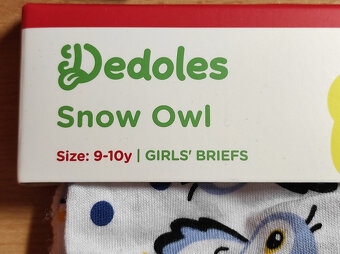 Dedoles
Snow Owl
Size: 9-10y | GIRLS' BRIEFS